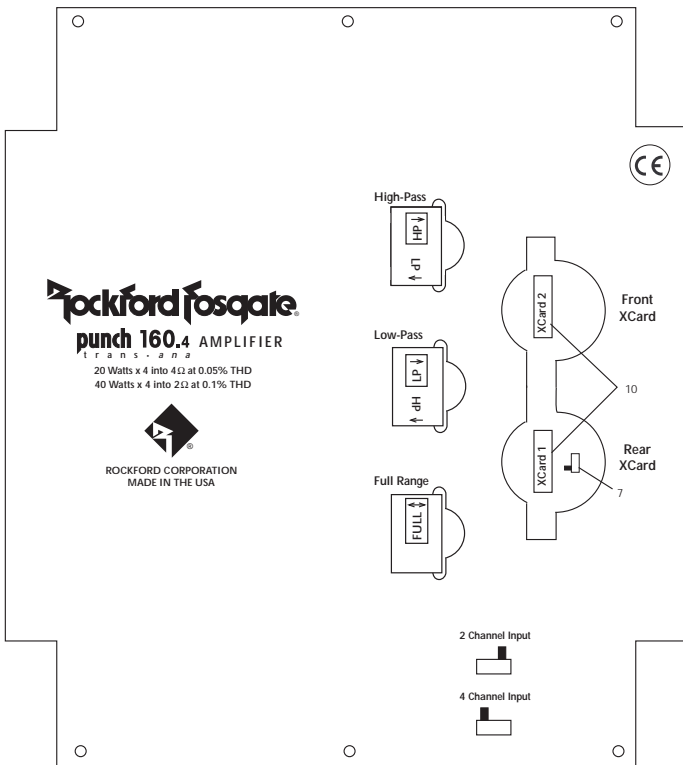 CE
High-Pass
HP
LP
Front
XCard
XCard 2
Rockford Fosgate®
punch 160.4 AMPLIFIER
trans•ana
20 Watts x 4 into 4Ω at 0.05% THD
40 Watts x 4 into 2Ω at 0.1% THD
Low-Pass
LP
HP
10
®
Rear
XCard
XCard 1
ROCKFORD CORPORATION
MADE IN THE USA
Full Range
FULL
7
2 Channel Input
4 Channel Input